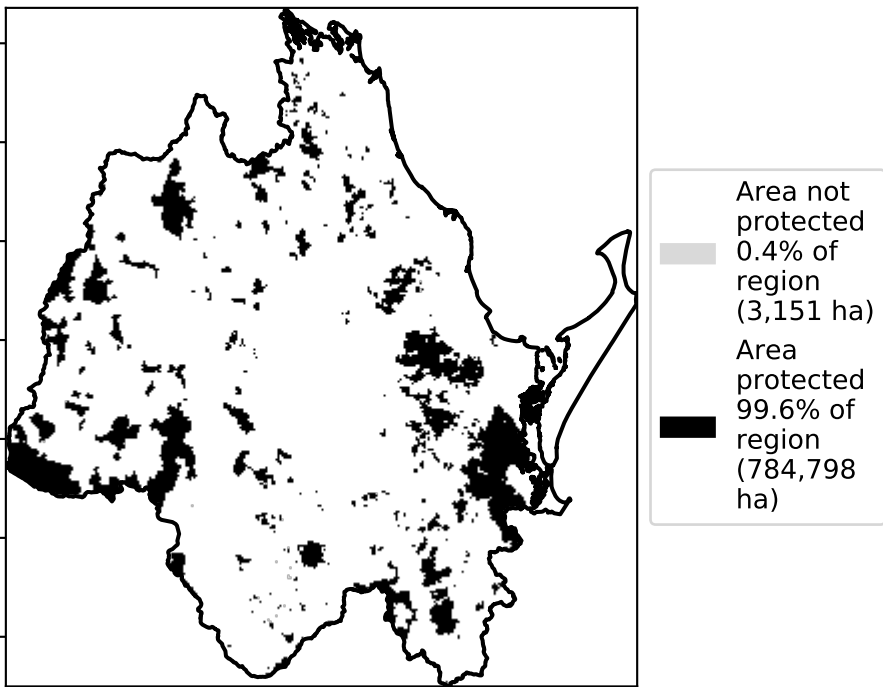 Area not
protected
0.4% of
region
(3,151 ha)
Area
protected
99.6% of
region
(784,798
ha)